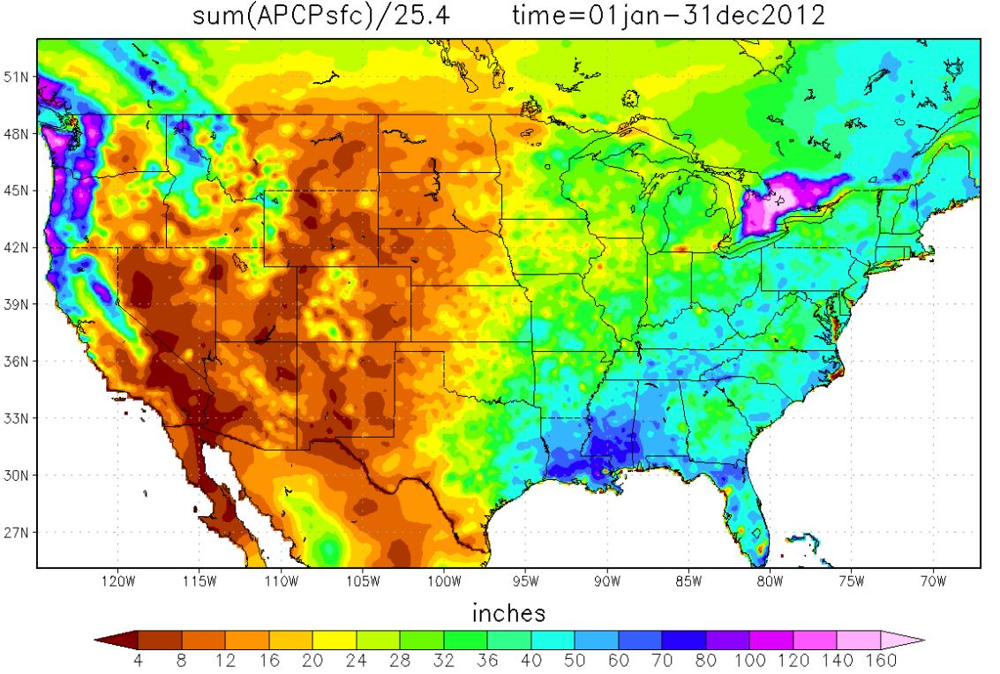 sum(APCPsfc)/25.4 time=01jan-31dec2012
51N
48N
45N
42N
39N
36N
33N
30N
27N
120W 115W 110W 105W 100W 95W 90W 85W 80W 75W 70W
inches
4 8 12 16 20 24 28 32 36 40 50 60 70 80 100 120 140 160